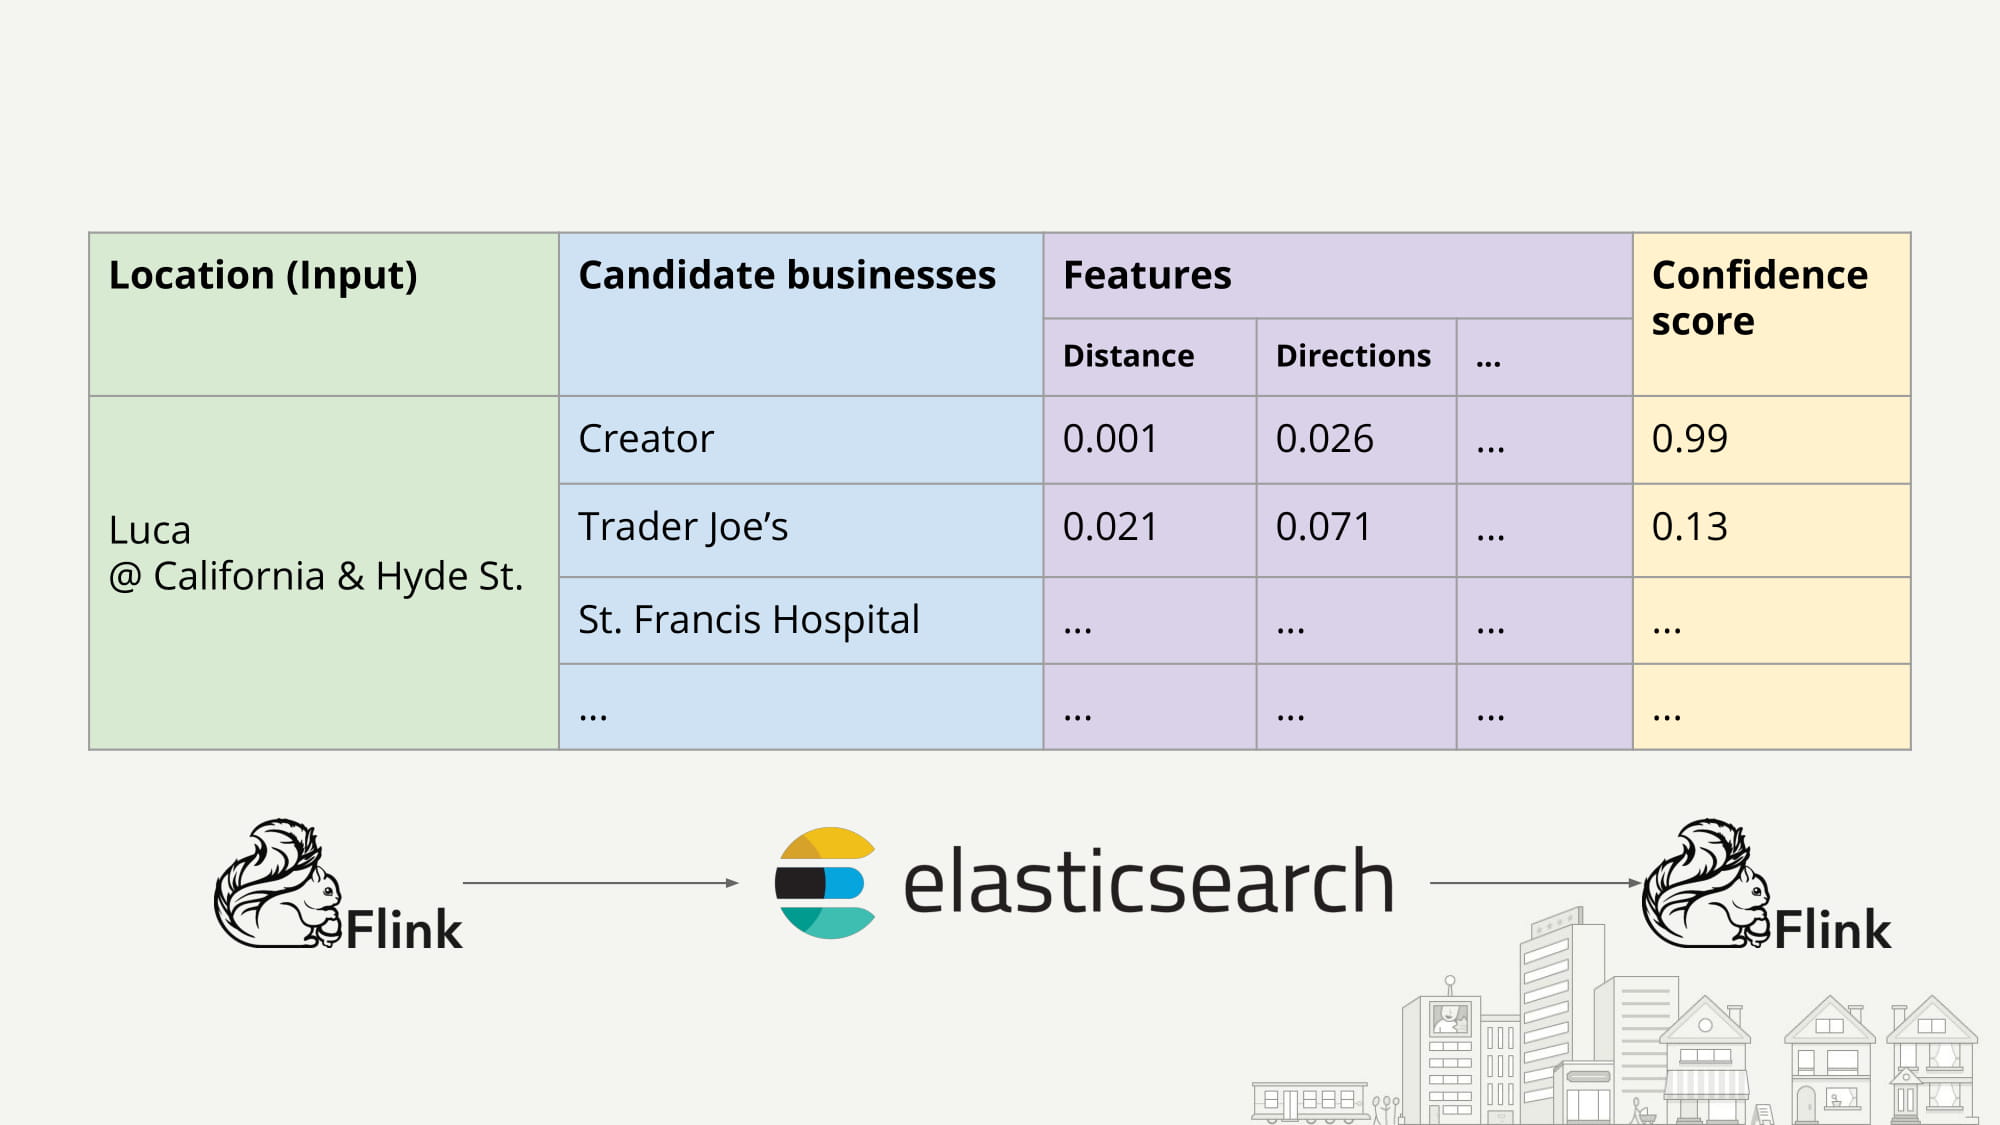 Location (Input)
Candidate businesses
Features
Confidence
score
Distance
Directions
...
Luca
@ California & Hyde St.
Creator
0.001
0.026
...
0.99
Trader Joe’s
0.021
0.071
...
0.13
St. Francis Hospital
...
...
...
...
...
...
...
...
...
Flink
elasticsearch
Flink